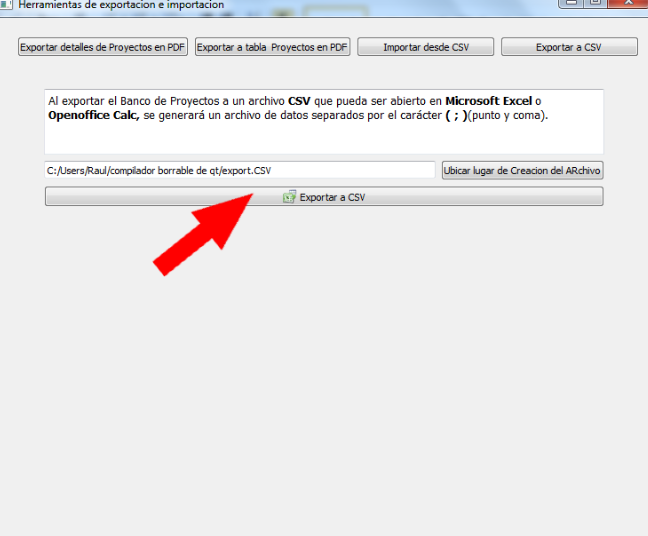 Herramientas de exportacion e importacion
Exportar detalles de Proyectos en PDF Exportar a tabla Proyectos en PDF Importar desde CSV Exportar a CSV
Al exportar el Banco de Proyectos a un archivo CSV que pueda ser abierto en Microsoft Excel o
Openoffice Calc, se generará un archivo de datos separados por el carácter ( ; )(punto y coma).
C:/Users/Raul/compilador borrable de qt/export.CSV Ubicar lugar de Creacion del ARchivo
Exportar a CSV